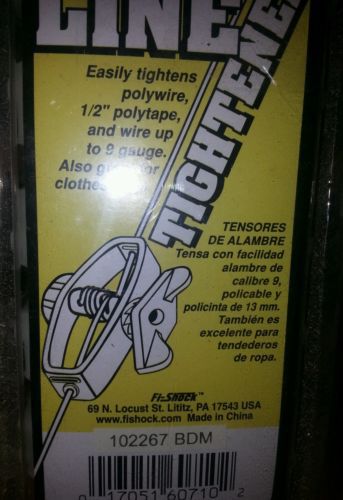 LINE
TIGHTENE
Easily tightens
polywire,
1/2" polytape,
and wire up
to 9 gauge.
Also for
clothes
TENSORES
DE ALAMBRE
Tensa con facilidad
alambre de
calibre 9,
policable y
policinta de 13 mm.
También es
excelente para
tendederos
de ropa.
Fi-Shock™
69 N. Locust St. Lititz, PA 17543 USA
www.fishock.com Made in China
102267 BDM
0 17051 60710 2